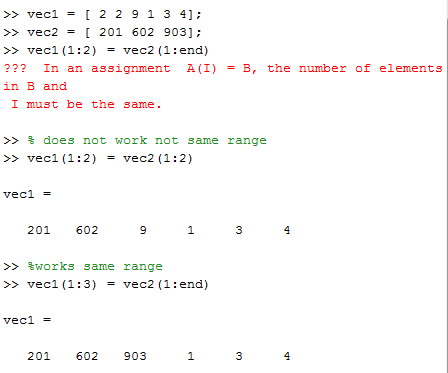 >> vec1 = [ 2 2 9 1 3 4];
>> vec2 = [ 201 602 903];
>> vec1(1:2) = vec2(1:end)
??? In an assignment A(I) = B, the number of elements
in B and
I must be the same.
>> % does not work not same range
>> vec1(1:2) = vec2(1:2)
vec1 =
201 602 9 1 3 4
>> %works same range
>> vec1(1:3) = vec2(1:end)
vec1 =
201 602 903 1 3 4